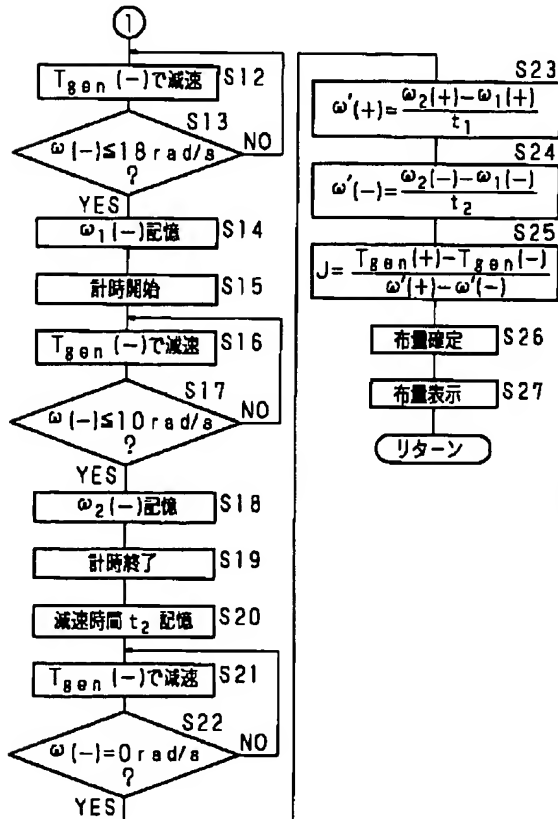 1
Tgen(−)で減速 S12
S13
ω(−)≦18rad/s
?
NO
YES
ω1(−)記憶 S14
計時開始 S15
Tgen(−)で減速 S16
S17
ω(−)≦10rad/s
?
NO
YES
ω2(−)記憶 S18
計時終了 S19
減速時間 t2 記憶 S20
Tgen(−)で減速 S21
S22
ω(−)=0rad/s
?
NO
YES
S23
ω'(+)=ω2(+)−ω1(+)
t1
S24
ω'(−)=ω2(−)−ω1(−)
t2
S25
J=Tgen(+)−Tgen(−)
ω'(+)−ω'(−)
布量確定 S26
布量表示 S27
リターン